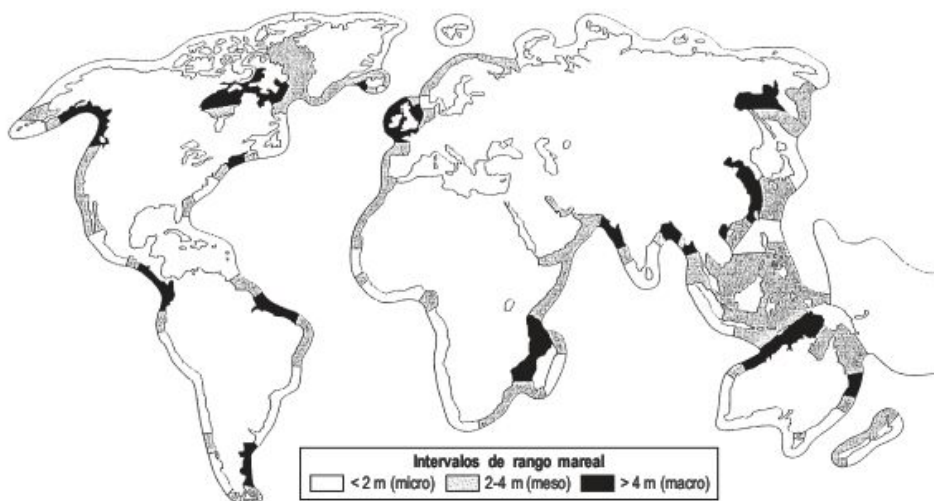 Intervalos de rango mareal
< 2 m (micro) 2-4 m (meso) > 4 m (macro)